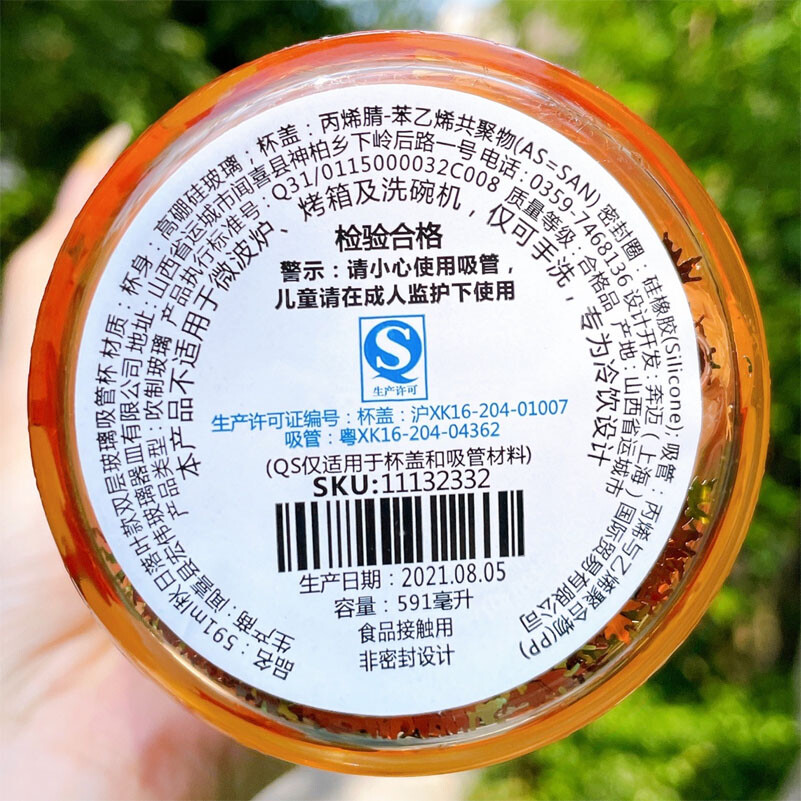 品名：591ml秋日落叶款双层玻璃吸管杯 材质：杯身：高硼硅玻璃；杯盖：丙烯腈-苯乙烯共聚物(AS=SAN) 密封圈：硅橡胶(Silicone); 吸管：丙烯与乙烯聚合物(PP)
生产商：闻喜县宏伟玻璃器皿有限公司 地址：山西省运城市闻喜县神柏乡下岭后路一号 电话：0359-7468136 设计开发：奔迈（上海）国际贸易有限公司
产品类型：吹制玻璃 产品执行标准号：Q31/0115000032C008 质量等级：合格品 产地：山西省运城市
本产品不适用于微波炉、烤箱及洗碗机，仅可手洗，专为冷饮设计
检验合格
警示：请小心使用吸管，
儿童请在成人监护下使用
QS
生产许可
生产许可证编号：杯盖：沪XK16-204-01007
吸管：粤XK16-204-04362
(QS仅适用于杯盖和吸管材料)
SKU:11132332
生产日期：2021.08.05
容量：591毫升
食品接触用
非密封设计